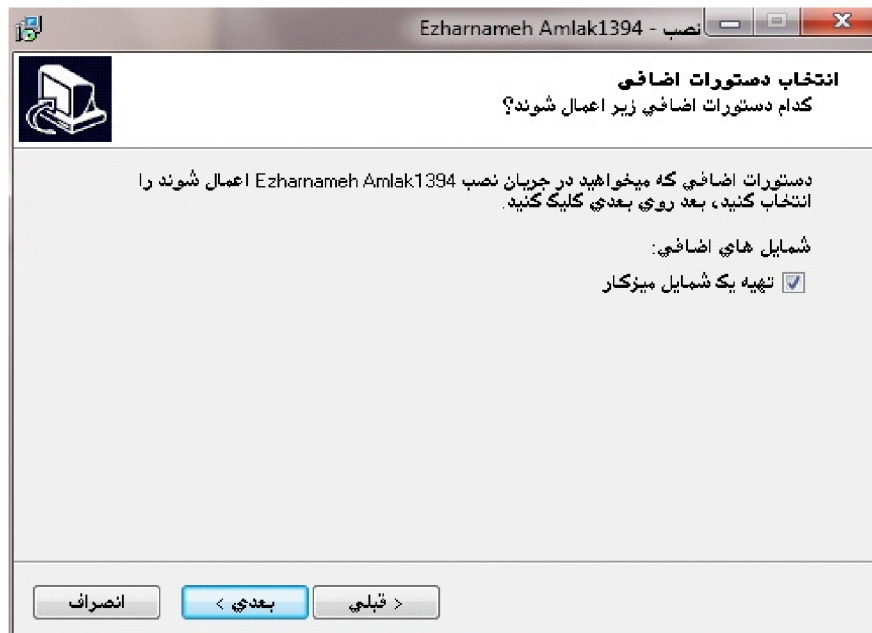 نصب - Ezharnameh Amlak1394
انتخاب دستورات اضافي
كدام دستورات اضافي زير اعمال شوند؟
دستورات اضافي كه ميخواهيد در جريان نصب Ezharnameh Amlak1394 اعمال شوند را
انتخاب كنيد، بعد روي بعدي كليك كنيد.
شمايل هاي اضافي:
تهيه يك شمايل ميزكار
< قبلي
بعدي >
انصراف